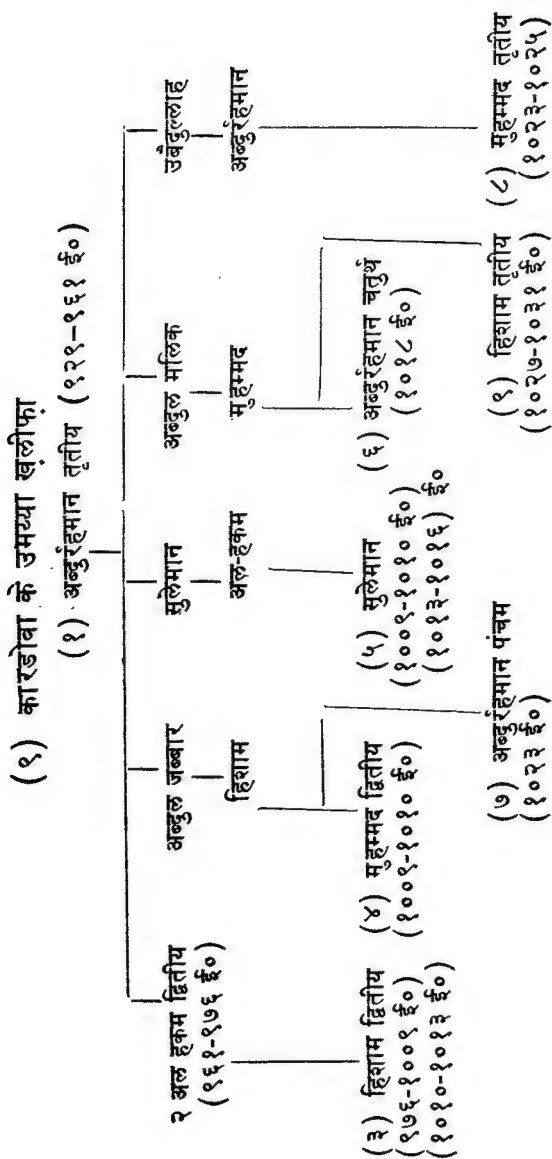 (९) कारडोवा के उमय्या ख़लीफ़ा
(१) अब्दुर्रहमान तृतीय (९२९-९६१ ई०)
२ अल हकम द्वितीय
(९६१-९७६ ई०)
अब्दुल जब्बार
हिशाम
सुलेमान
अल-हकम
अब्दुल मलिक
मुहम्मद
उबैदुल्लाह
अब्दुर्रहमान
(३) हिशाम द्वितीय
(९७६-१००९ ई०)
(१०१०-१०१३ ई०)
(४) मुहम्मद द्वितीय
(१००९-१०१० ई०)
(५) सुलेमान
(१००९-१०१० ई०)
(१०१३-१०१६) ई०
(६) अब्दुर्रहमान चतुर्थ
(१०१८ ई०)
(७) अब्दुर्रहमान पंचम
(१०२३ ई०)
(९) हिशाम तृतीय
(१०२७-१०३१ ई०)
(८) मुहम्मद तृतीय
(१०२३-१०२५)